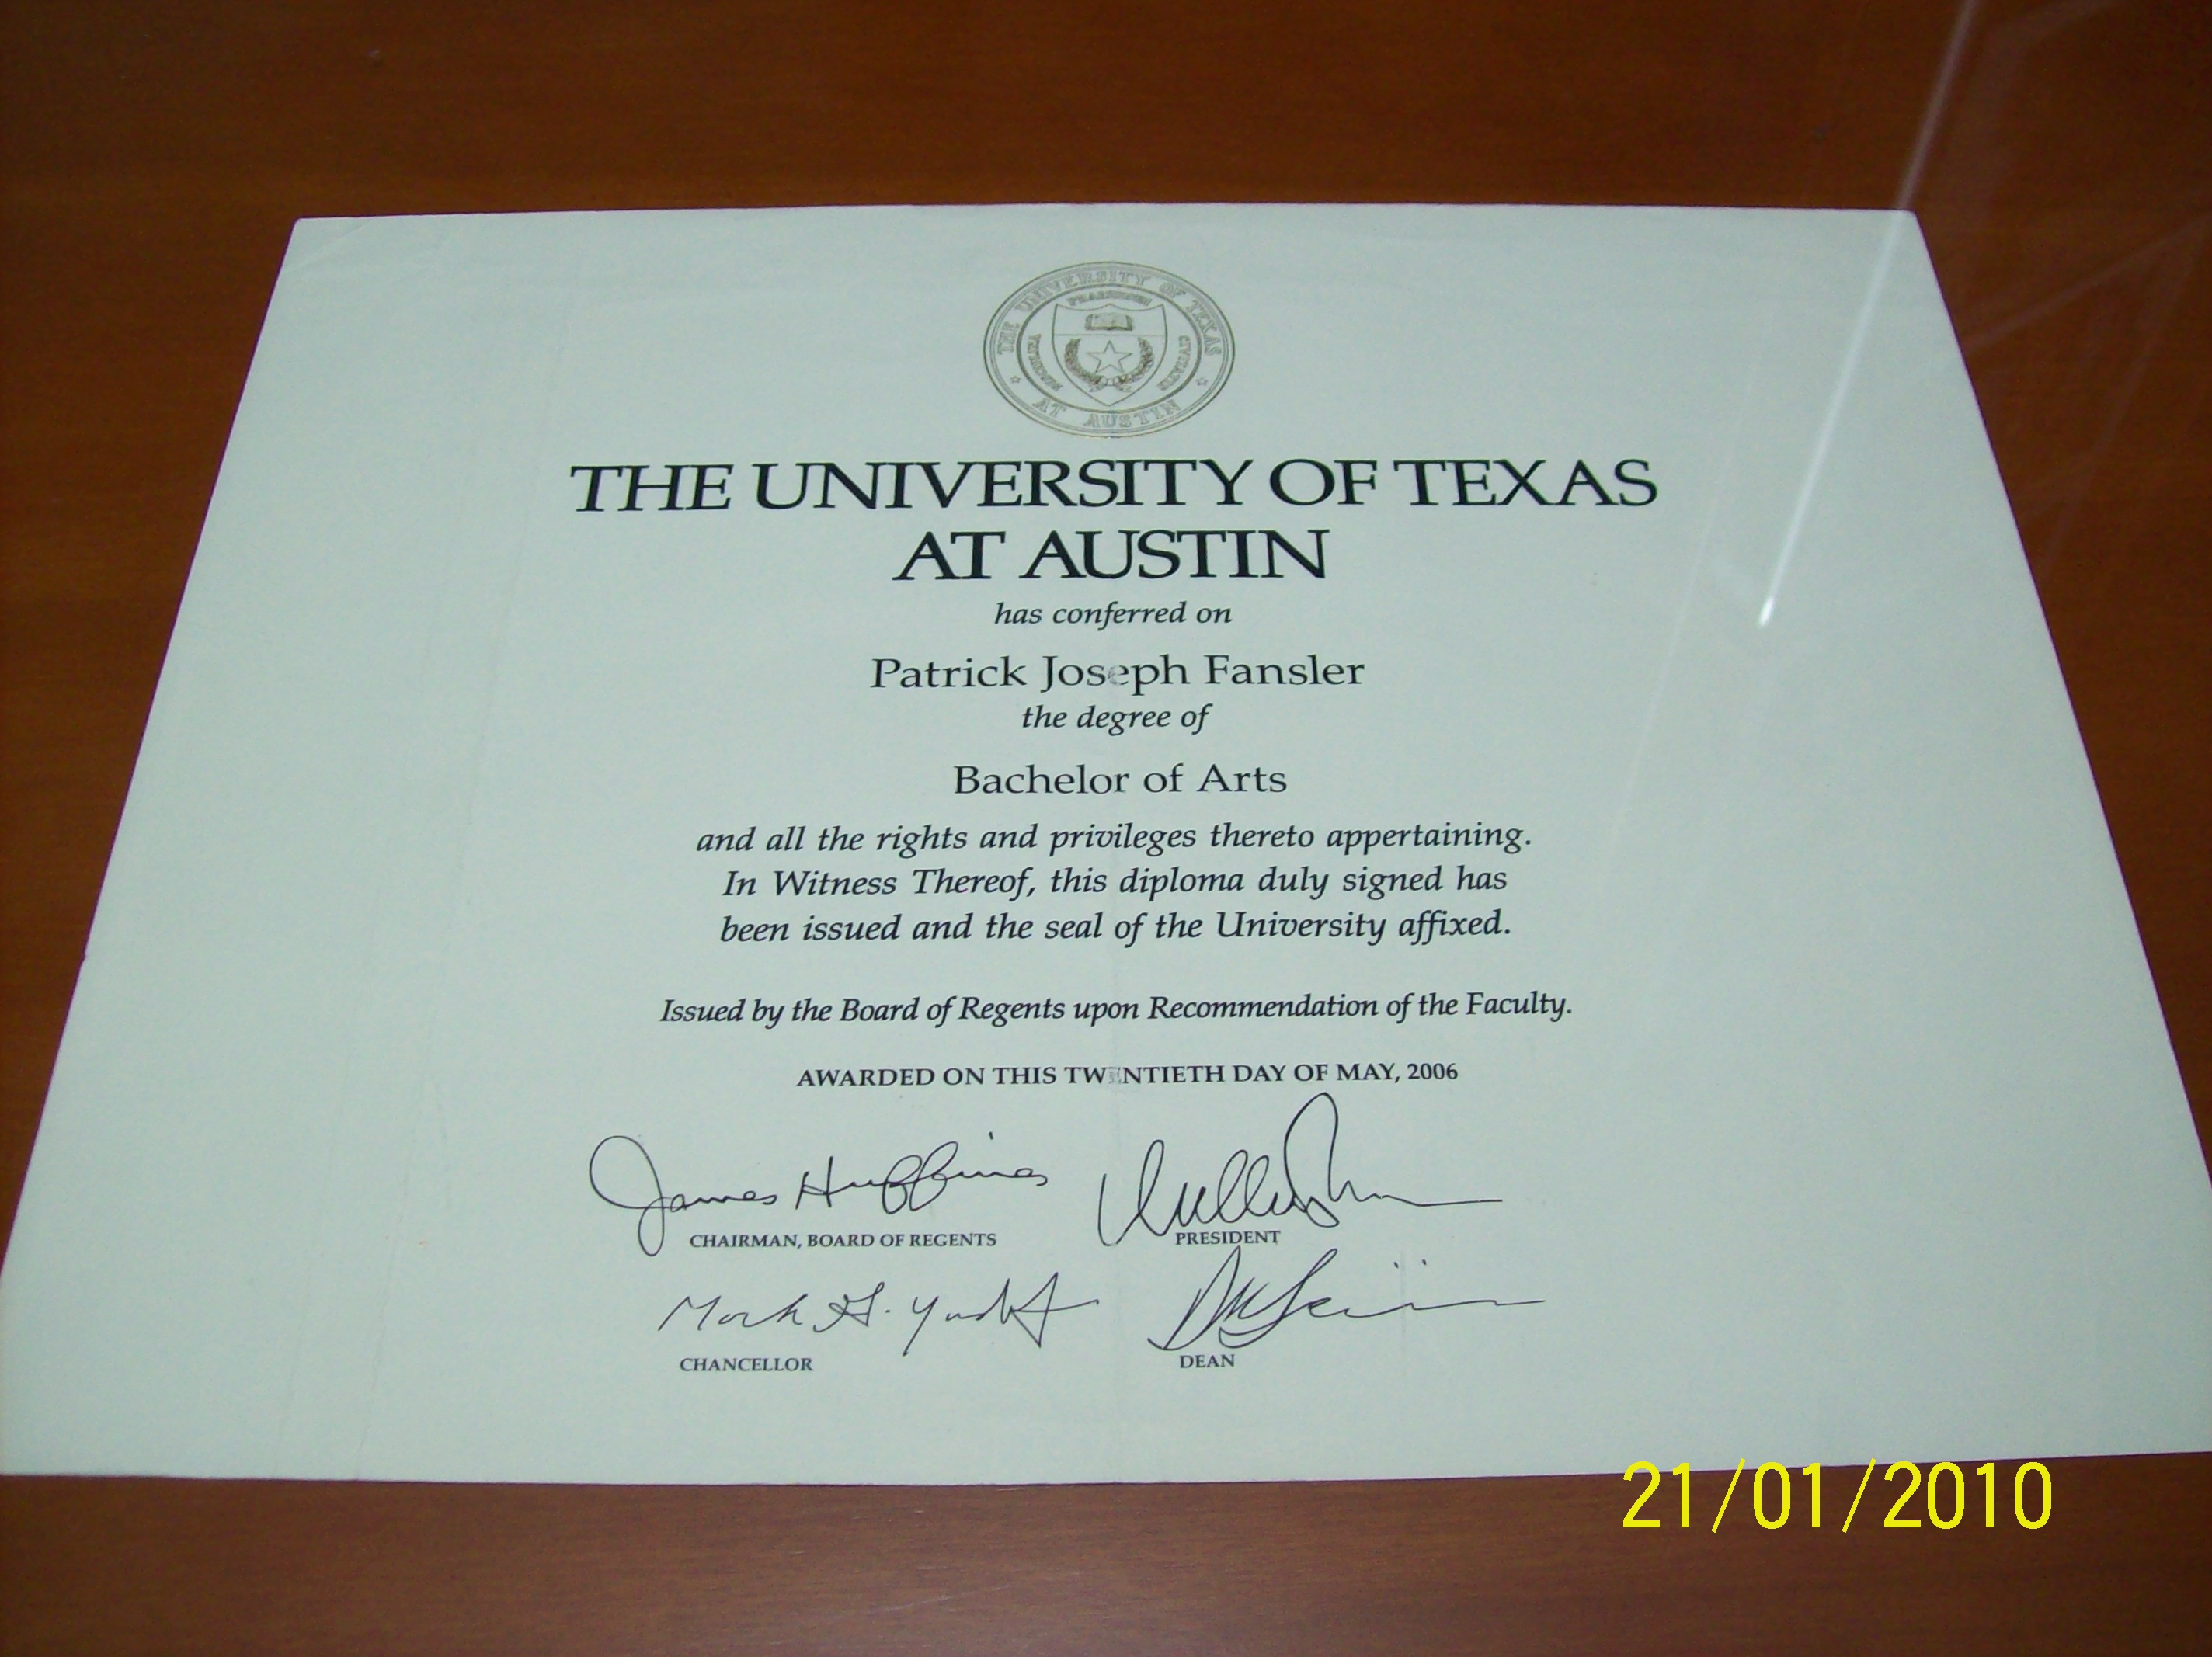 THE UNIVERSITY OF TEXAS
AT AUSTIN
THE UNIVERSITY OF TEXAS
AT AUSTIN
has conferred on
Patrick Joseph Fansler
the degree of
Bachelor of Arts
and all the rights and privileges thereto appertaining.
In Witness Thereof, this diploma duly signed has
been issued and the seal of the University affixed.
Issued by the Board of Regents upon Recommendation of the Faculty.
AWARDED ON THIS TWENTIETH DAY OF MAY, 2006
James Huffines
CHAIRMAN, BOARD OF REGENTS
PRESIDENT
Mark G. Yudof
CHANCELLOR
DEAN
21/01/2010